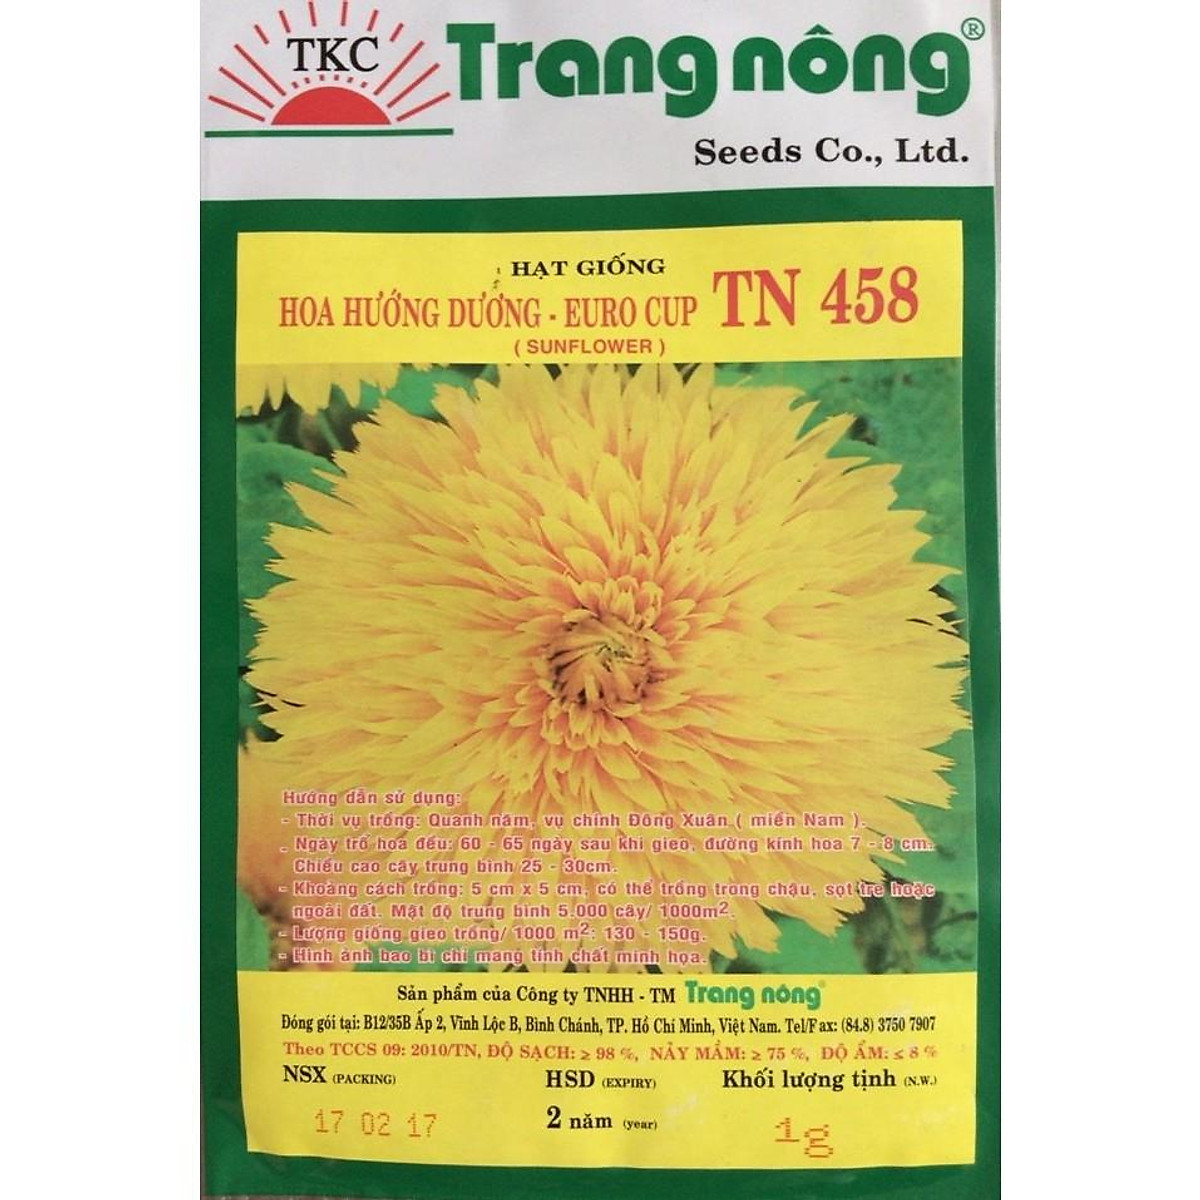 TKC
Trang nông®
Seeds Co., Ltd.
HẠT GIỐNG
HOA HƯỚNG DƯƠNG - EURO CUP TN 458
( SUNFLOWER )
Hướng dẫn sử dụng:
- Thời vụ trồng: Quanh năm, vụ chính Đông Xuân ( miền Nam ).
- Ngày trổ hoa đều: 60 - 65 ngày sau khi gieo, đường kính hoa 7 - 8 cm.
Chiều cao cây trung bình 25 - 30cm.
- Khoảng cách trồng: 5 cm x 5 cm, có thể trồng trong chậu, sọt tre hoặc
ngoài đất. Mật độ trung bình 5.000 cây/ 1000m².
- Lượng giống gieo trồng/ 1000 m²: 130 - 150g.
- Hình ảnh bao bì chỉ mang tính chất minh họa.
Sản phẩm của Công ty TNHH - TM Trang nông®
Đóng gói tại: B12/35B Ấp 2, Vĩnh Lộc B, Bình Chánh, TP. Hồ Chí Minh, Việt Nam. Tel/Fax: (84.8) 3750 7907
Theo TCCS 09: 2010/TN, ĐỘ SẠCH: ≥ 98 %, NẢY MẦM: ≥ 75 %, ĐỘ ẨM: ≤ 8 %
NSX (PACKING) HSD (EXPIRY) Khối lượng tịnh (N.W.)
17 02 17 2 năm (year) 1g